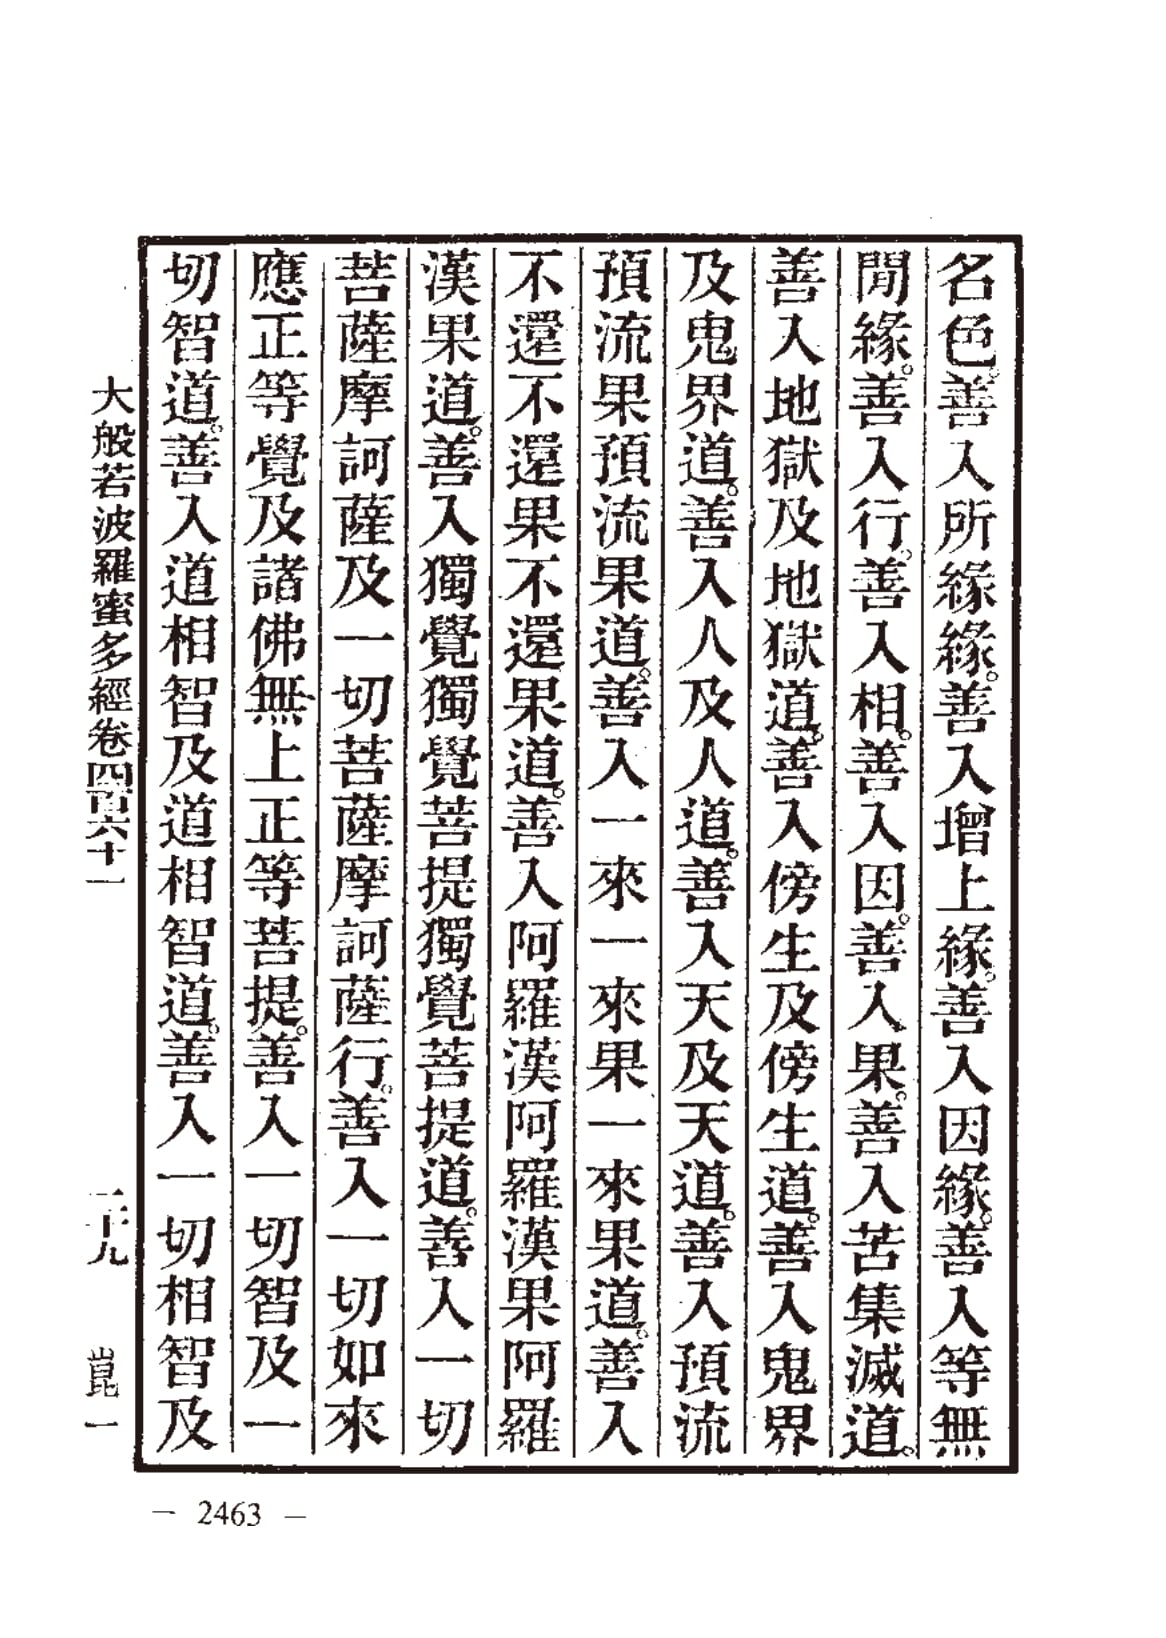 名色。善入所緣緣。善入增上緣。善入因緣。善入等無
間緣。善入行。善入相。善入因。善入果。善入苦集滅道。
善入地獄及地獄道。善入傍生及傍生道。善入鬼界
及鬼界道。善入人及人道。善入天及天道。善入預流
預流果預流果道。善入一來一來果一來果道。善入
不還不還果不還果道。善入阿羅漢阿羅漢果阿羅
漢果道。善入獨覺獨覺菩提獨覺菩提道。善入一切
菩薩摩訶薩及一切菩薩摩訶薩行。善入一切如來
應正等覺及諸佛無上正等菩提。善入一切智及一
切智道。善入道相智及道相智道。善入一切相智及
大般若波羅蜜多經卷四百六十一 二十九 崑一
— 2463 —